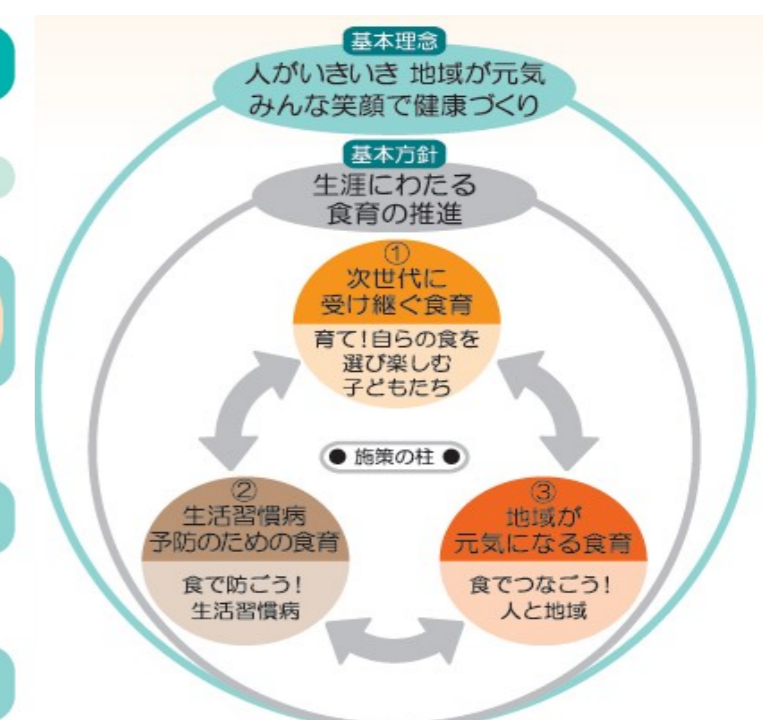 基本理念
人がいきいき 地域が元気
みんな笑顔で健康づくり
基本方針
生涯にわたる
食育の推進
①
次世代に
受け継ぐ食育
育て!自らの食を
選び楽しむ
子どもたち
● 施策の柱 ●
②
生活習慣病
予防のための食育
食で防ごう!
生活習慣病
③
地域が
元気になる食育
食でつなごう!
人と地域